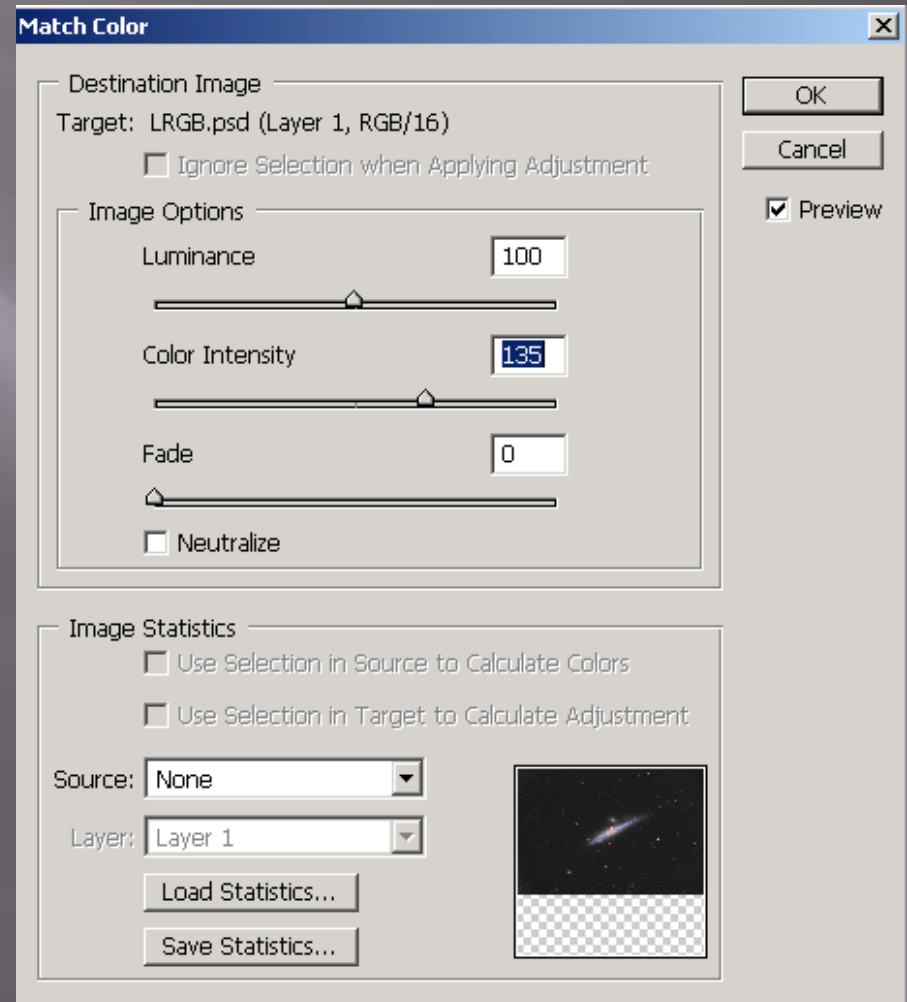 Match Color
Destination Image
OK
Target: LRGB.psd (Layer 1, RGB/16)
Cancel
Ignore Selection when Applying Adjustment
Preview
Image Options
Luminance 100
Color Intensity 135
Fade 0
Neutralize
Image Statistics
Use Selection in Source to Calculate Colors
Use Selection in Target to Calculate Adjustment
Source: None
Layer: Layer 1
Load Statistics...
Save Statistics...